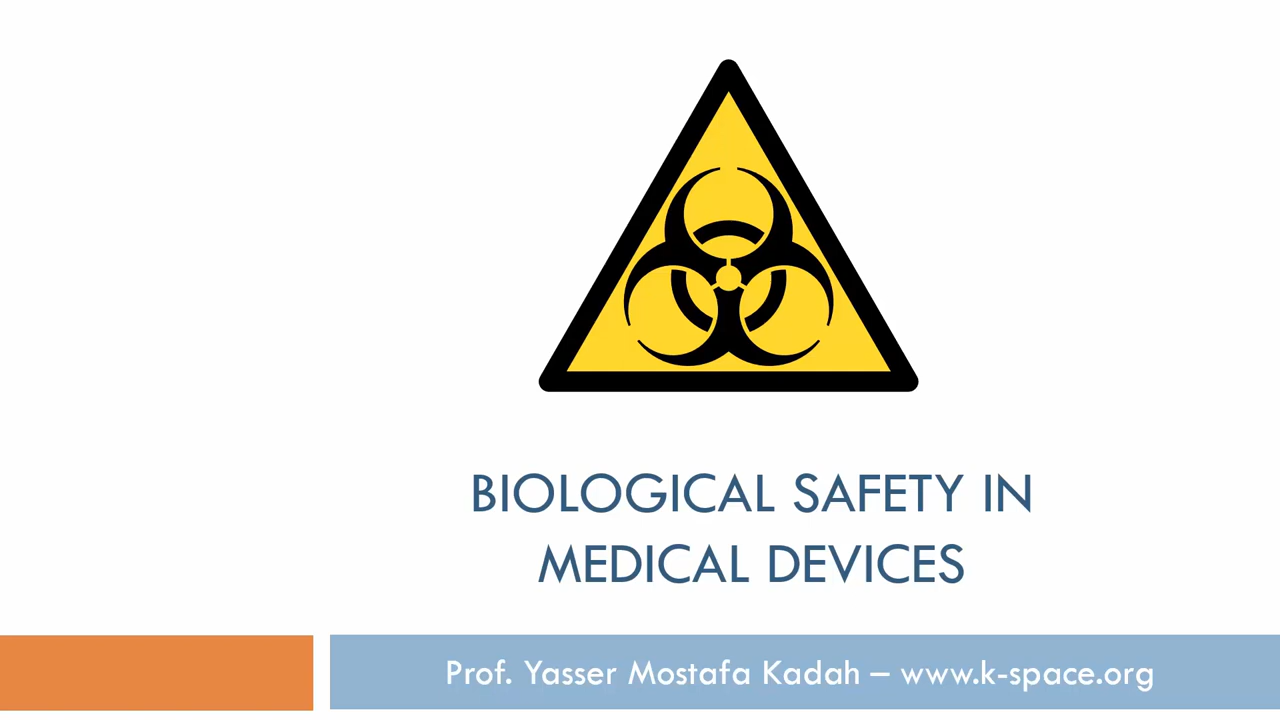 BIOLOGICAL SAFETY IN
MEDICAL DEVICES
Prof. Yasser Mostafa Kadah – www.k-space.org